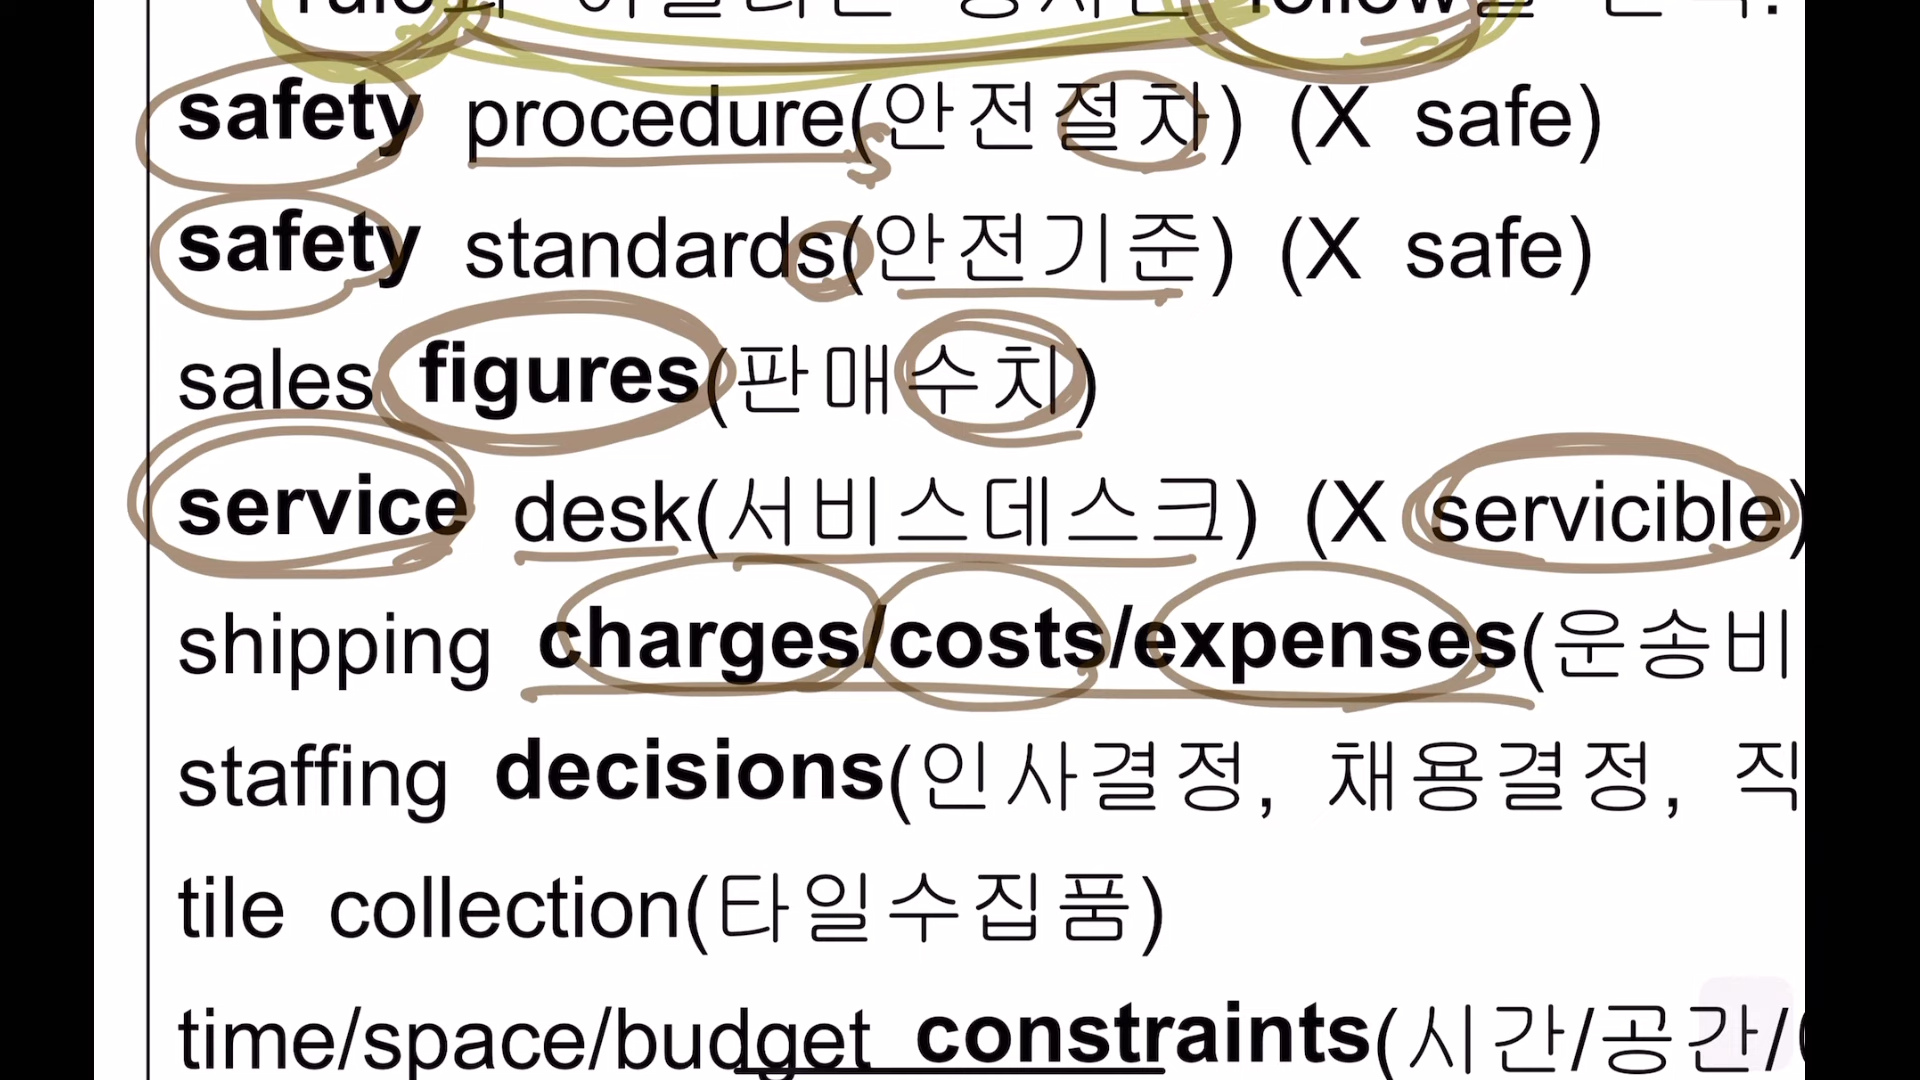 safety procedure(안전절차) (X safe)
s
safety standards(안전기준) (X safe)
sales figures(판매수치)
service desk(서비스데스크) (X servicible)
shipping charges/costs/expenses(운송비
staffing decisions(인사결정, 채용결정, 직
tile collection(타일수집품)
time/space/budget constraints(시간/공간/